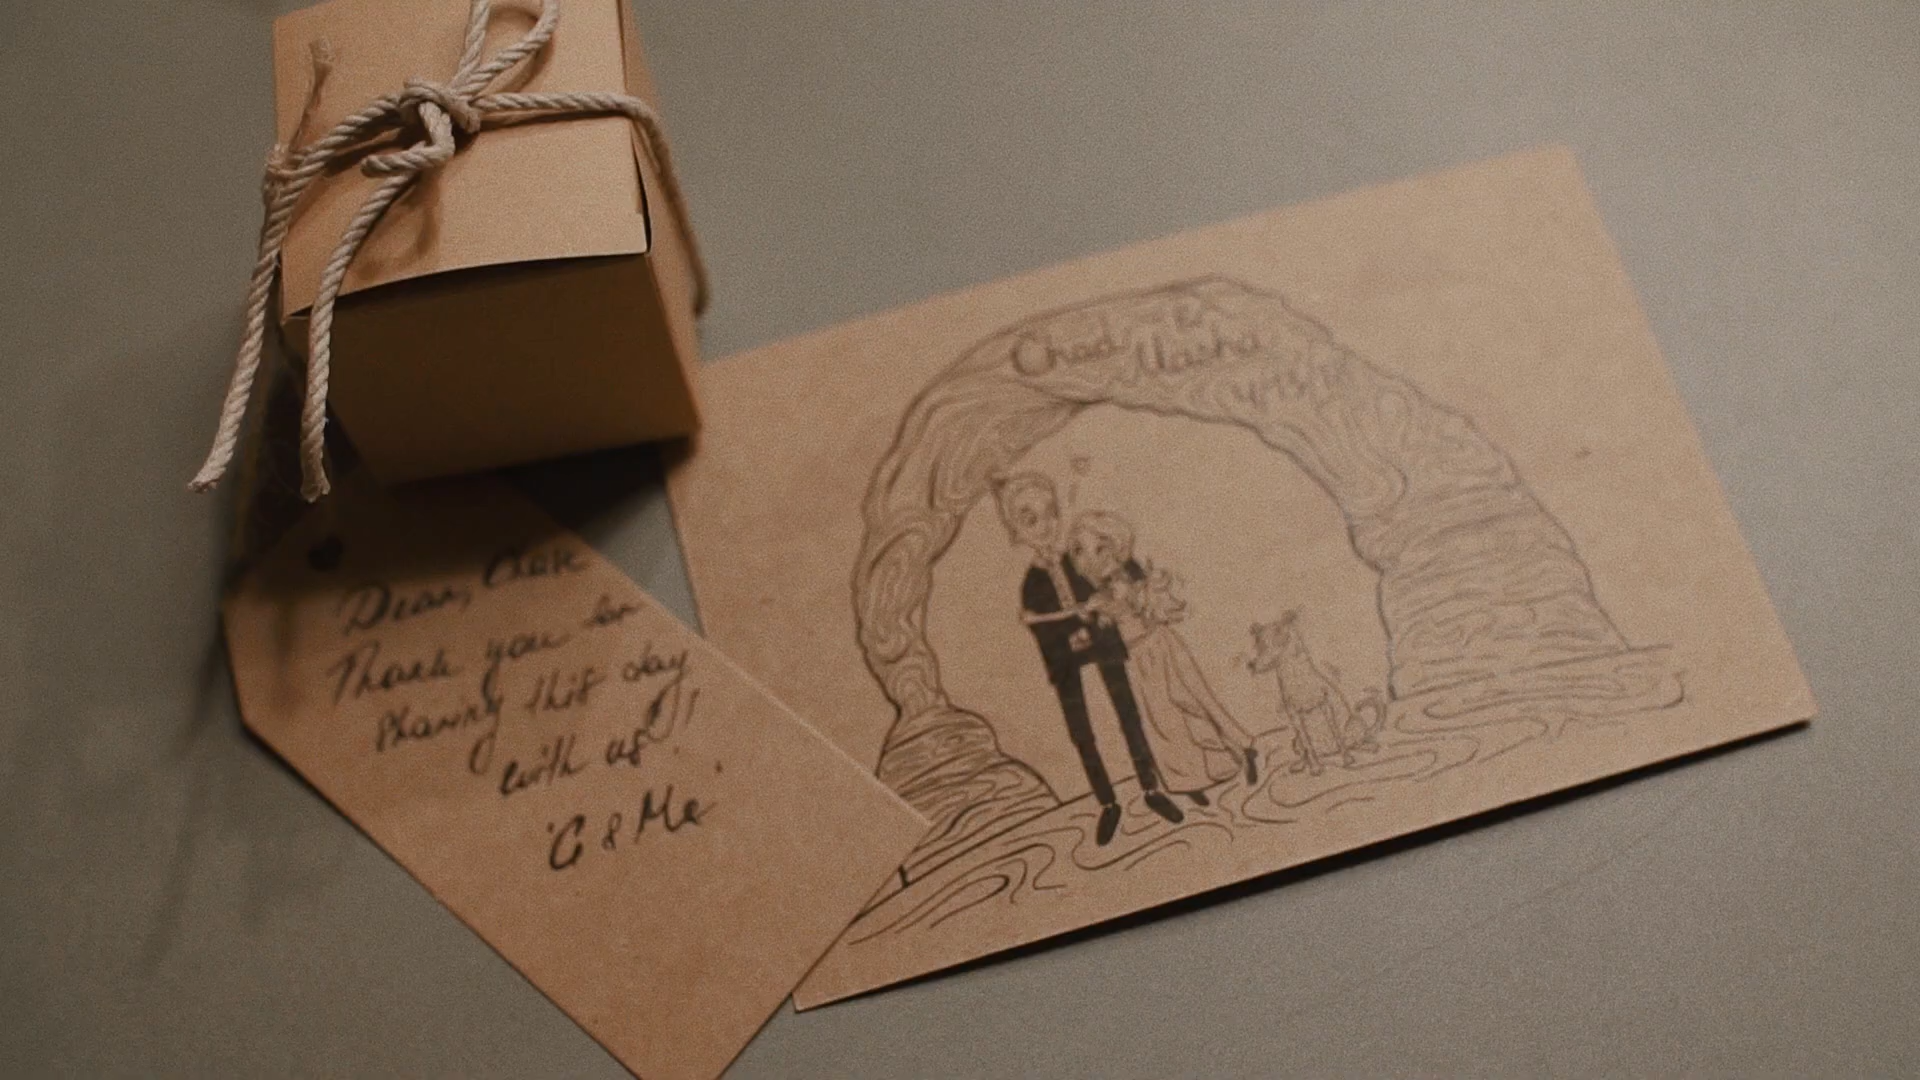 Chad &
Masha
Dear,
Thank you for
sharing this day
with us!
C & Ma